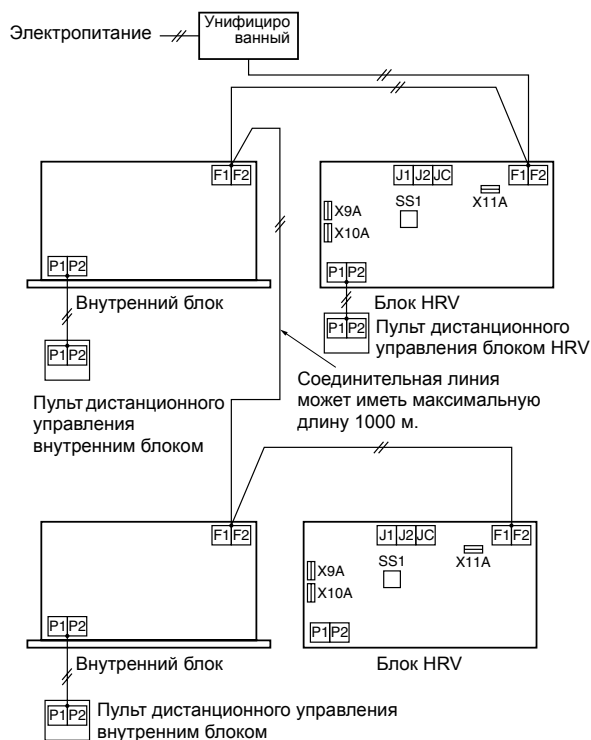 Электропитание
Унифициро
ванный
F1 F2
J1 J2 JC
F1 F2
X9A
X10A
SS1
X11A
P1 P2
P1 P2
Внутренний блок
Блок HRV
P1 P2
P1 P2
Пульт дистанционного
управления блоком HRV
Пульт дистанционного
управления
внутренним блоком
Соединительная линия
может иметь максимальную
длину 1000 м.
F1 F2
J1 J2 JC
F1 F2
X9A
X10A
SS1
X11A
P1 P2
P1 P2
Внутренний блок
Блок HRV
P1 P2
Пульт дистанционного управления
внутренним блоком